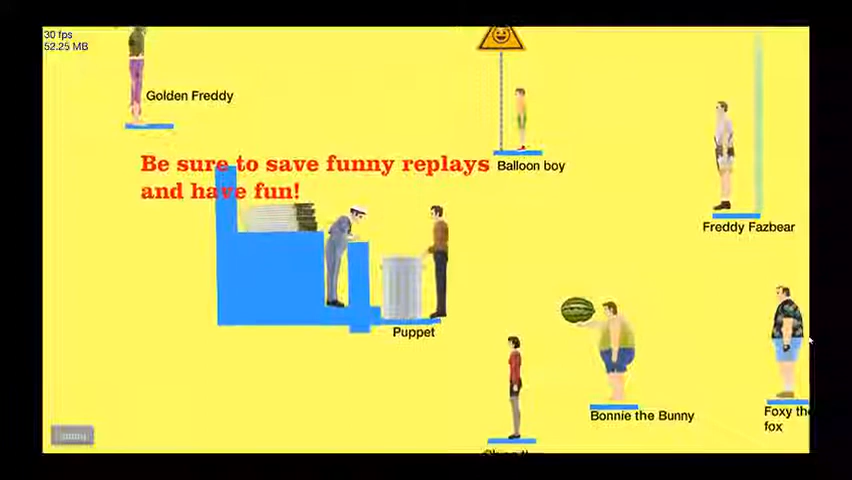 30 fps
52.25 MB
Golden Freddy
Balloon boy
Be sure to save funny replays
and have fun!
Freddy Fazbear
Puppet
Bonnie the Bunny
Foxy the
fox